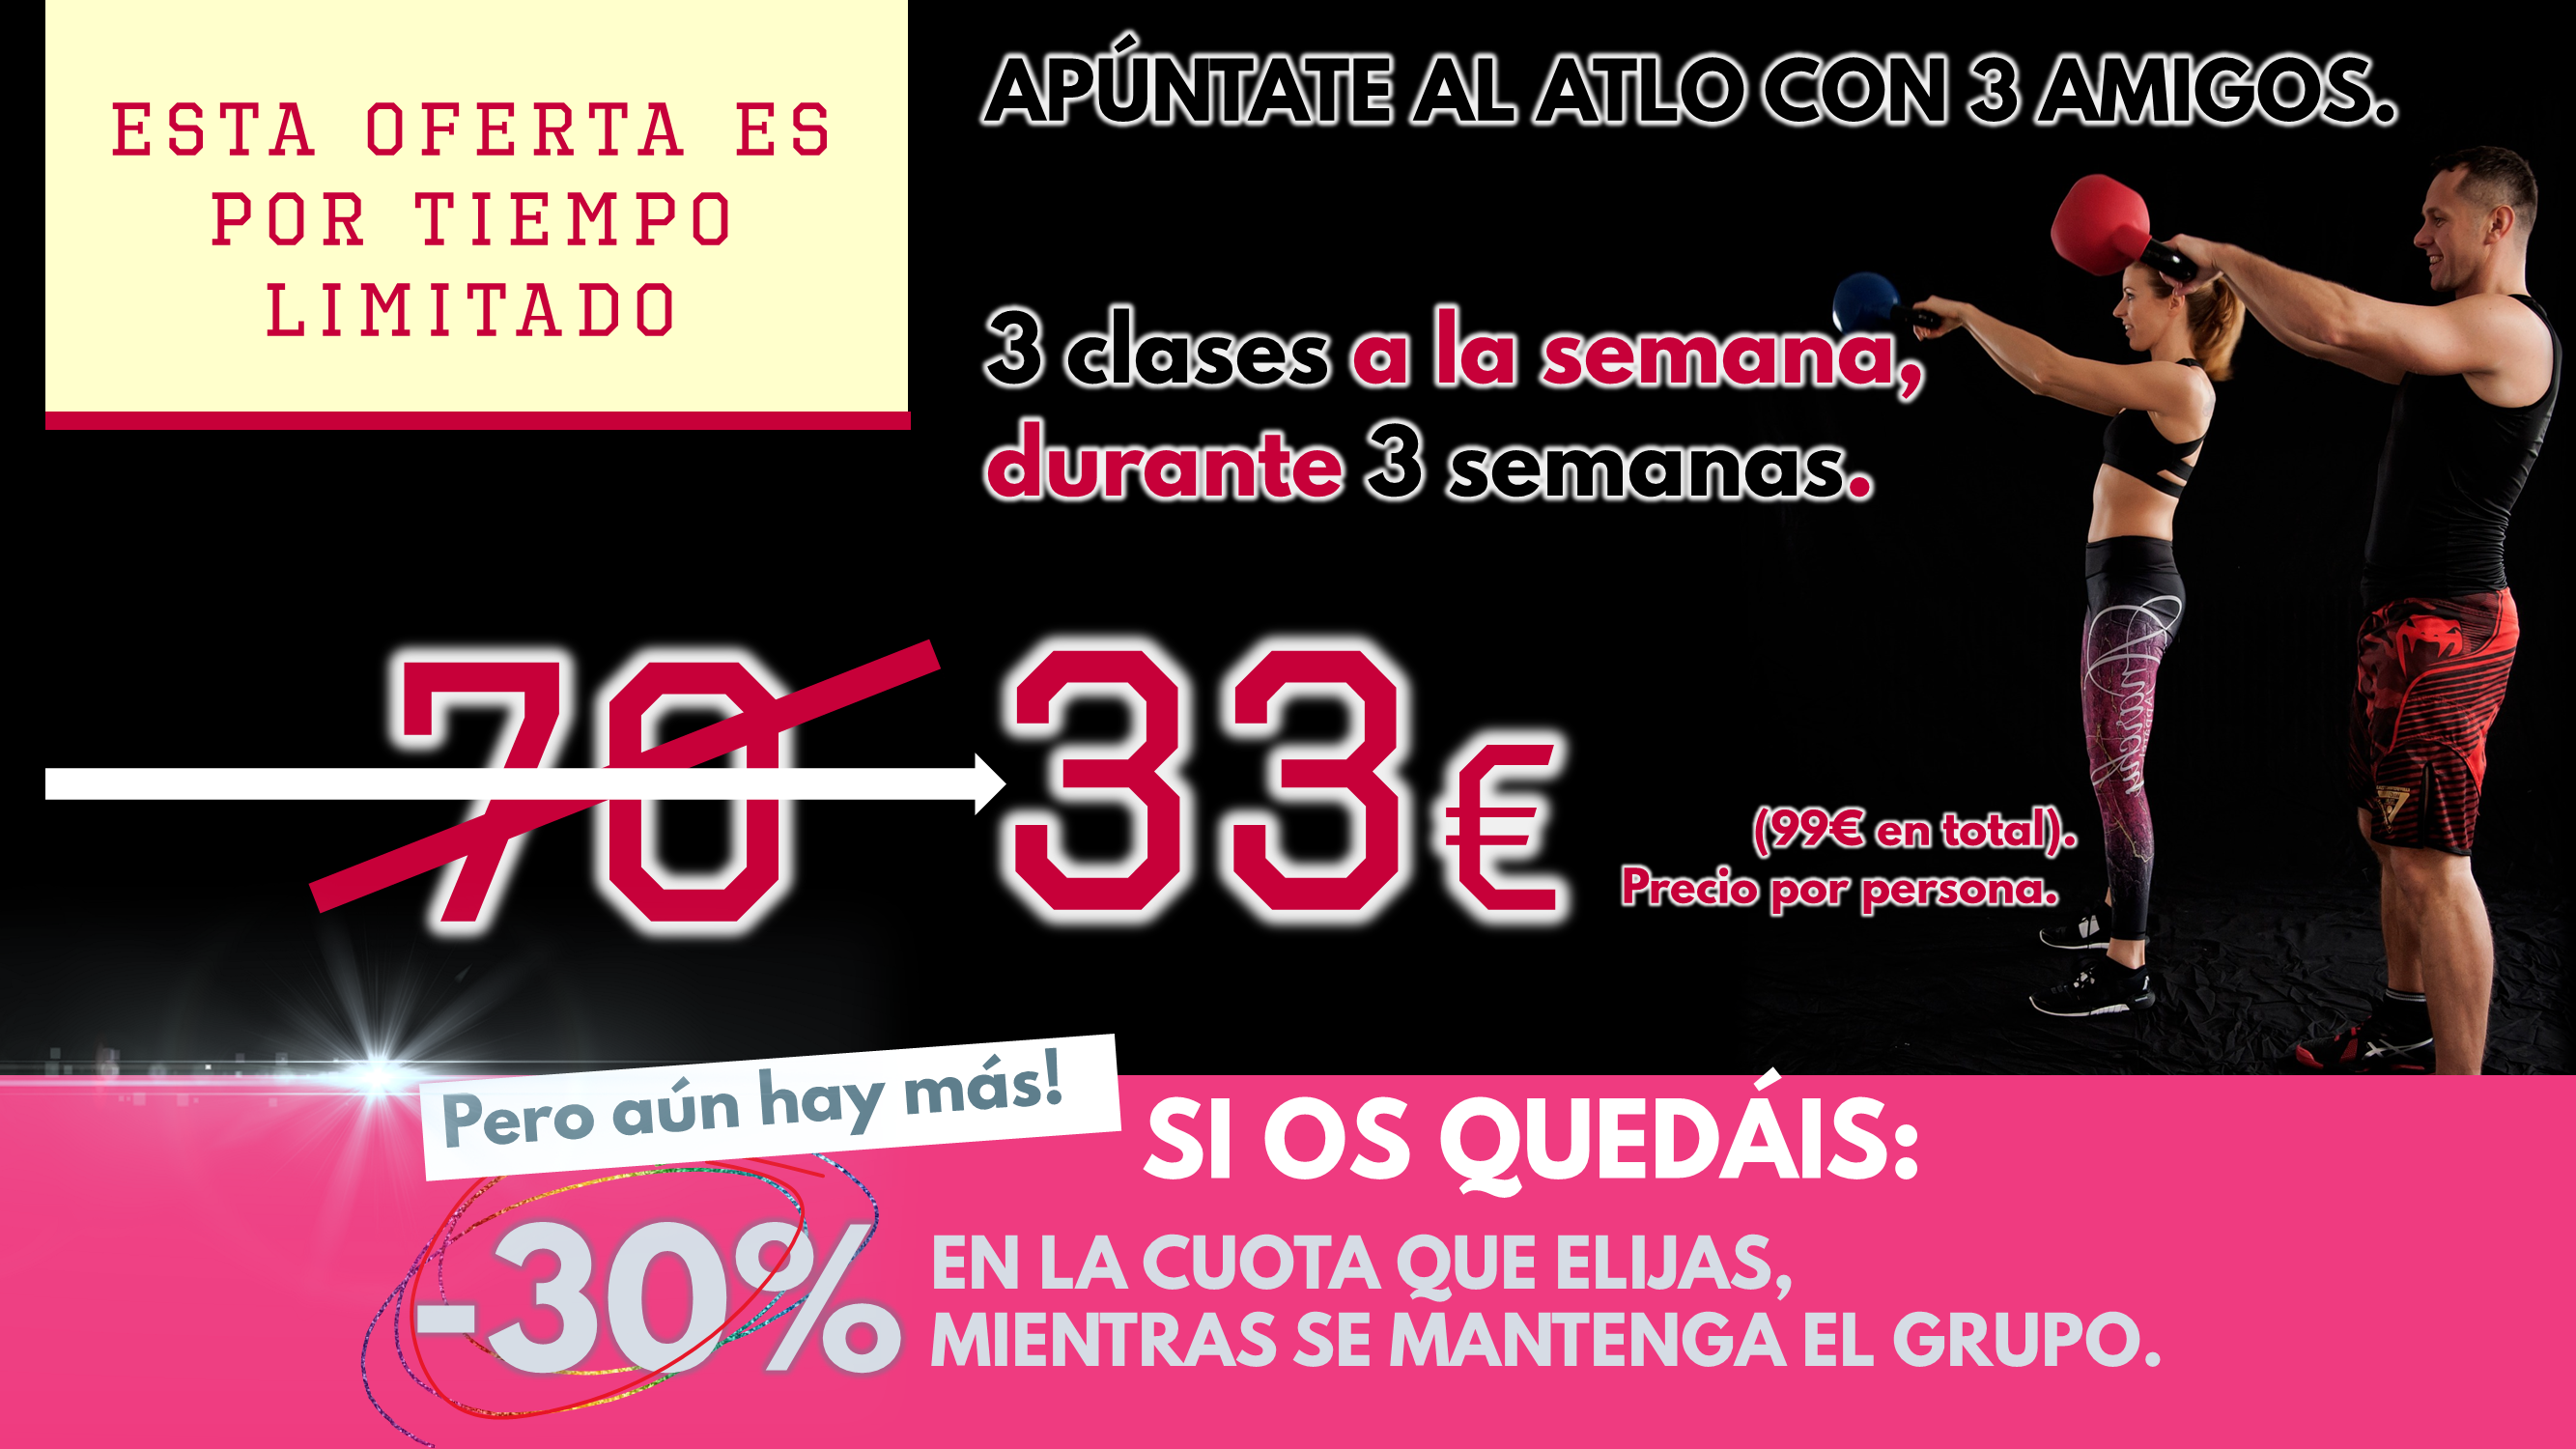 ESTA OFERTA ES
POR TIEMPO
LIMITADO
APÚNTATE AL ATLO CON 3 AMIGOS.
3 clases a la semana,
durante 3 semanas.
70 33€
(99€ en total).
Precio por persona.
Pero aún hay más!
SI OS QUEDÁIS:
-30% EN LA CUOTA QUE ELIJAS,
MIENTRAS SE MANTENGA EL GRUPO.